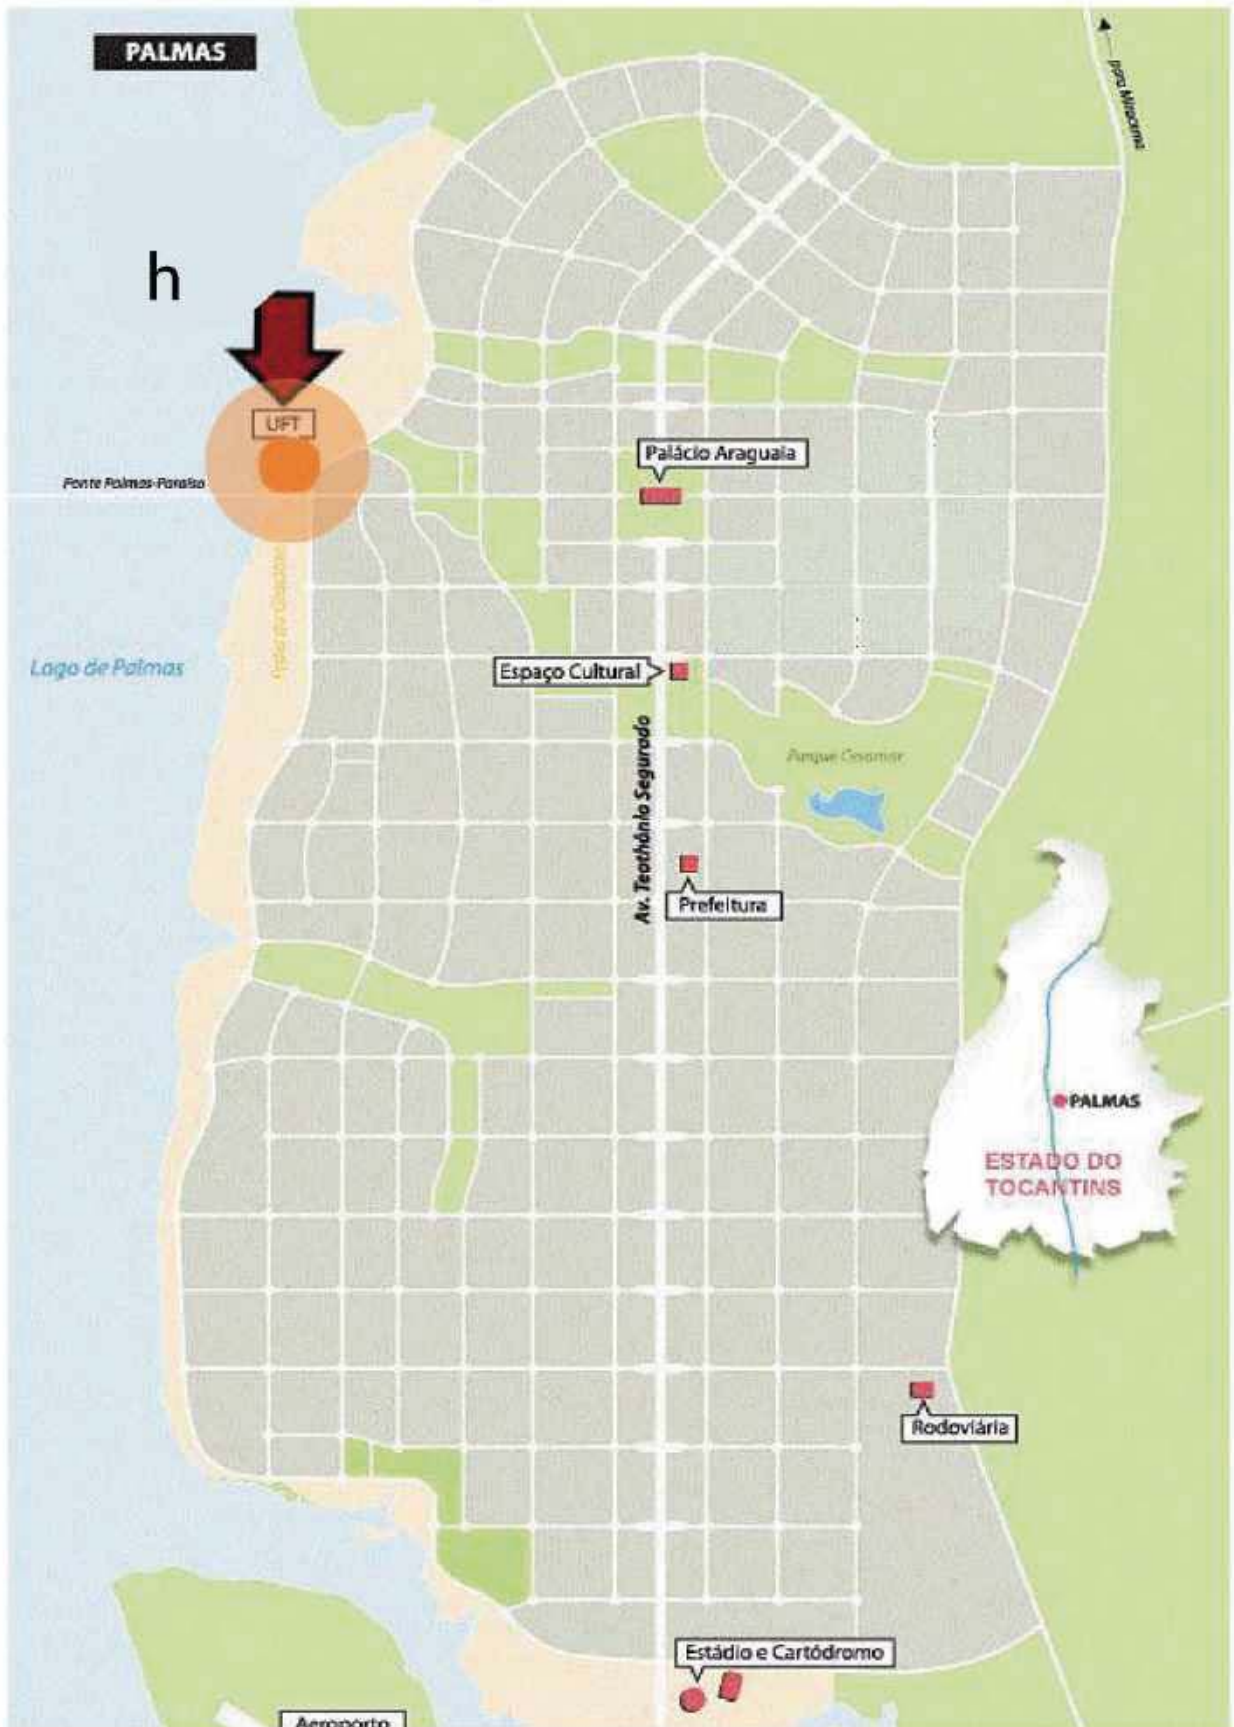 PALMAS
para Miracema
h
UFT
Palácio Araguaia
Ponte Palmas-Paraíso
Lago de Palmas
Espaço Cultural
Av. Teothônio Segurado
Parque Cesamar
Prefeitura
PALMAS
ESTADO DO
TOCANTINS
Rodoviária
Estádio e Cartódromo
Aeroporto